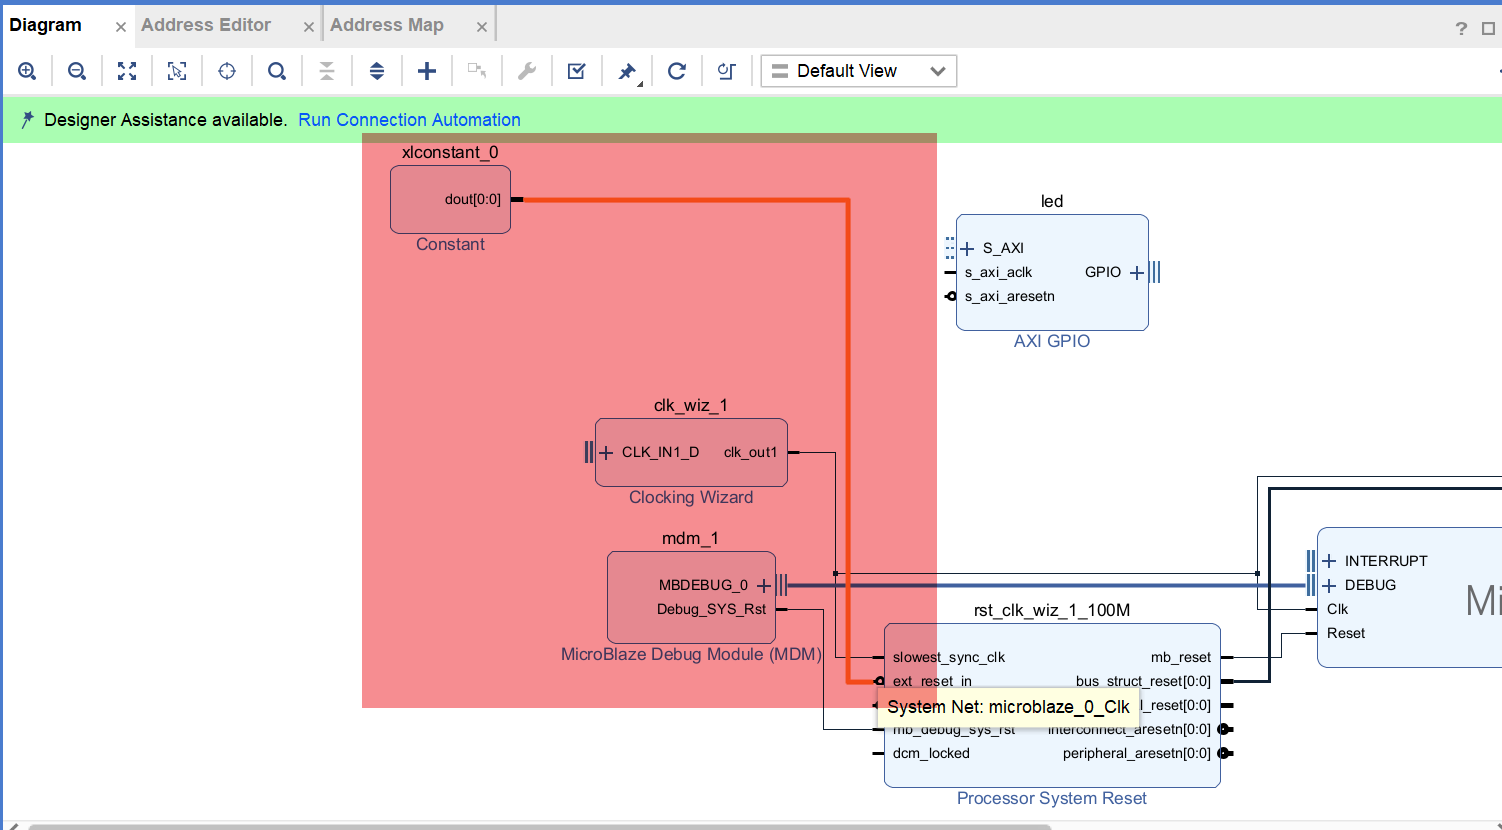 Diagram
Address Editor
Address Map
?
Default View
Designer Assistance available. Run Connection Automation
xlconstant_0
dout[0:0]
Constant
led
S_AXI
s_axi_aclk
GPIO
s_axi_aresetn
AXI GPIO
clk_wiz_1
CLK_IN1_D
clk_out1
Clocking Wizard
mdm_1
MBDEBUG_0
Debug_SYS_Rst
MicroBlaze Debug Module (MDM)
INTERRUPT
DEBUG
Clk
Reset
Mi
rst_clk_wiz_1_100M
slowest_sync_clk
mb_reset
ext_reset_in
bus_struct_reset[0:0]
System Net: microblaze_0_Clk
l_reset[0:0]
mb_debug_sys_rst
interconnect_aresetn[0:0]
dcm_locked
peripheral_aresetn[0:0]
Processor System Reset